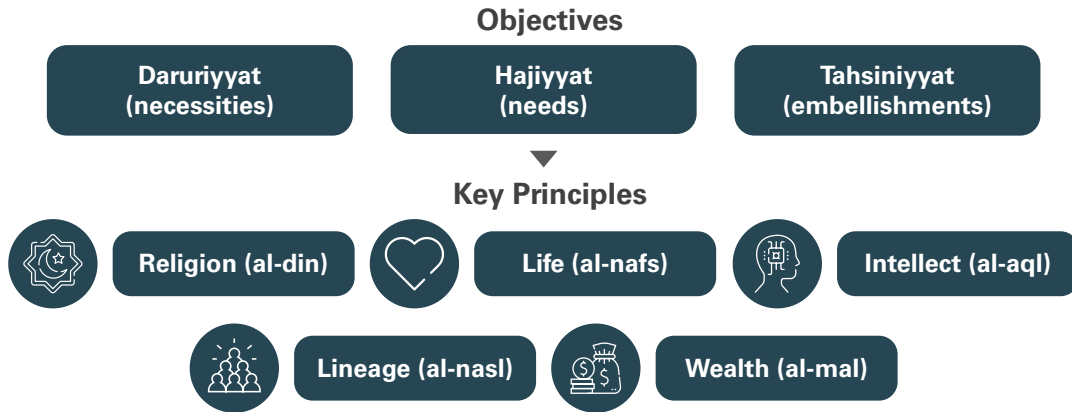 Objectives
Daruriyyat
(necessities)
Hajiyyat
(needs)
Tahsiniyyat
(embellishments)
Key Principles
Religion (al-din)
Life (al-nafs)
Intellect (al-aql)
Lineage (al-nasl)
$
$
Wealth (al-mal)